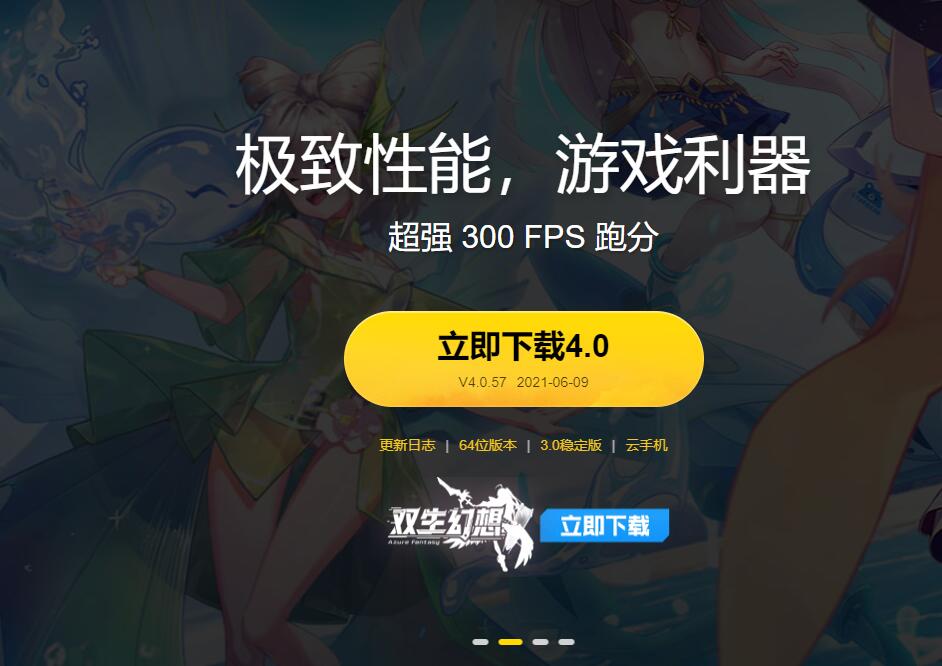 极致性能，游戏利器
超强 300 FPS 跑分
立即下载4.0
V4.0.57 2021-06-09
更新日志 | 64位版本 | 3.0稳定版 | 云手机
双生幻想 立即下载
Azure Fantasy